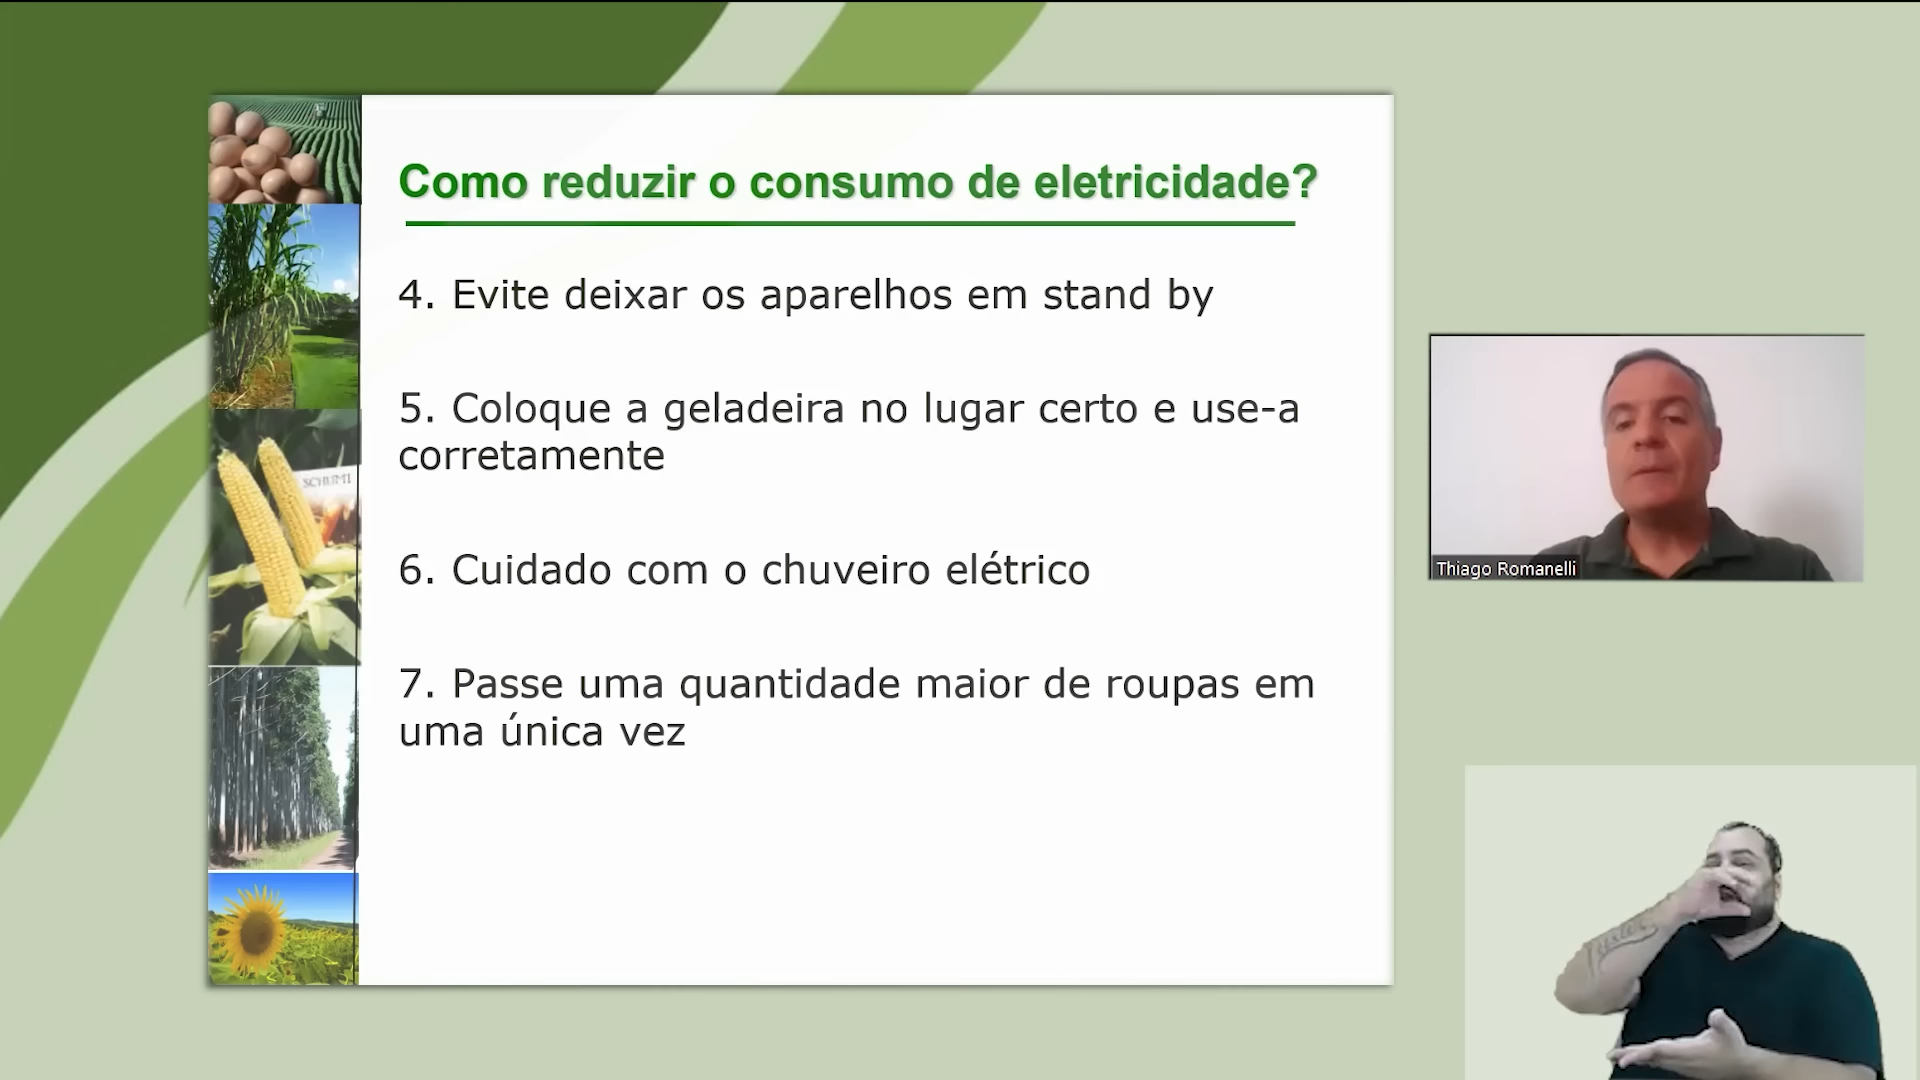 Como reduzir o consumo de eletricidade?
4. Evite deixar os aparelhos em stand by
5. Coloque a geladeira no lugar certo e use-a
corretamente
6. Cuidado com o chuveiro elétrico
7. Passe uma quantidade maior de roupas em
uma única vez
Thiago Romanelli